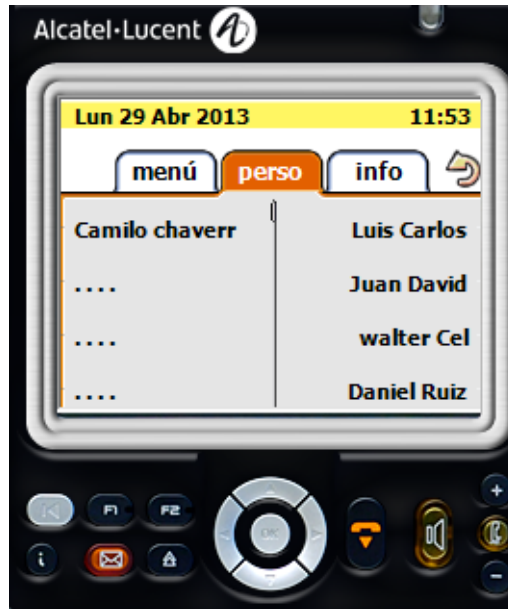 Alcatel·Lucent
Lun 29 Abr 2013 11:53
menú perso info
Camilo chaverr Luis Carlos
.... Juan David
.... walter Cel
.... Daniel Ruiz
F1 F2 +
OK
i
-